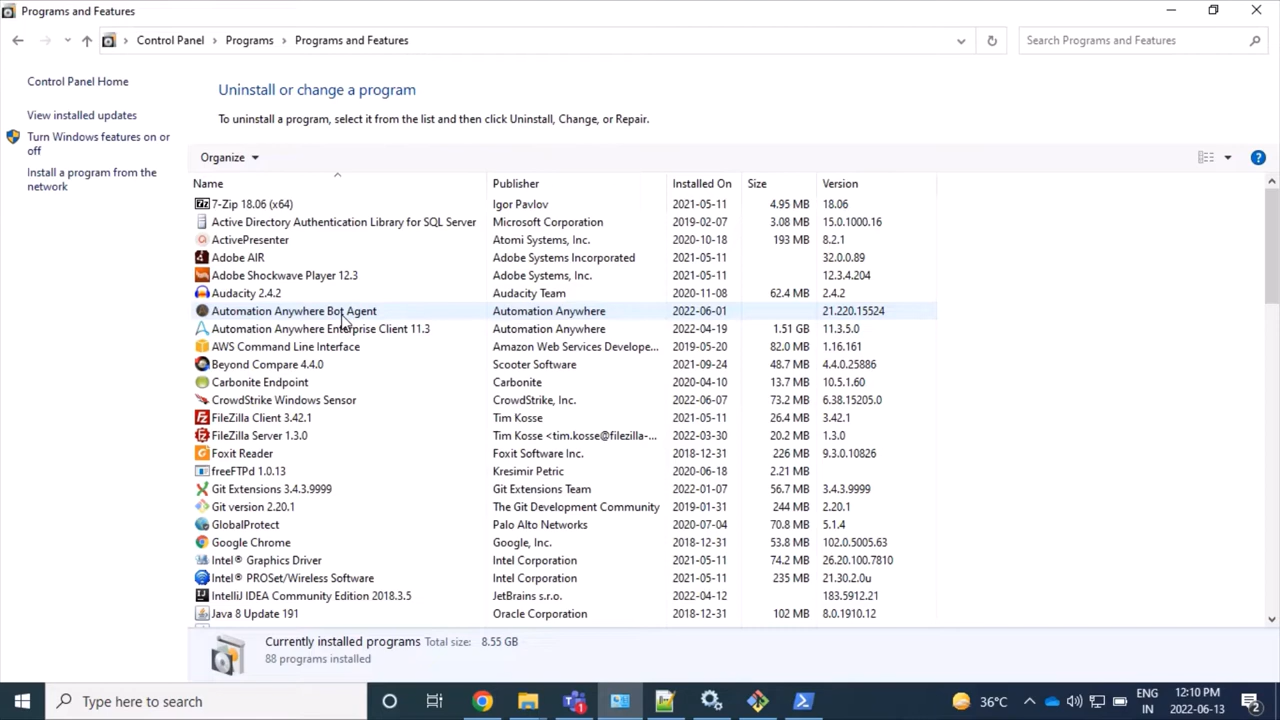 Programs and Features
Control Panel > Programs > Programs and Features
Search Programs and Features
Control Panel Home
View installed updates
Turn Windows features on or
off
Install a program from the
network
Uninstall or change a program
To uninstall a program, select it from the list and then click Uninstall, Change, or Repair.
Organize
Name Publisher Installed On Size Version
7-Zip 18.06 (x64) Igor Pavlov 2021-05-11 4.95 MB 18.06
Active Directory Authentication Library for SQL Server Microsoft Corporation 2019-02-07 3.08 MB 15.0.1000.16
ActivePresenter Atomi Systems, Inc. 2020-10-18 193 MB 8.2.1
Adobe AIR Adobe Systems Incorporated 2021-05-11 32.0.0.89
Adobe Shockwave Player 12.3 Adobe Systems, Inc. 2021-05-11 12.3.4.204
Audacity 2.4.2 Audacity Team 2020-11-08 62.4 MB 2.4.2
Automation Anywhere Bot Agent Automation Anywhere 2022-06-01 21.220.15524
Automation Anywhere Enterprise Client 11.3 Automation Anywhere 2022-04-19 1.51 GB 11.3.5.0
AWS Command Line Interface Amazon Web Services Develope... 2019-05-20 82.0 MB 1.16.161
Beyond Compare 4.4.0 Scooter Software 2021-09-24 48.7 MB 4.4.0.25886
Carbonite Endpoint Carbonite 2020-04-10 13.7 MB 10.5.1.60
CrowdStrike Windows Sensor CrowdStrike, Inc. 2022-06-07 73.2 MB 6.38.15205.0
FileZilla Client 3.42.1 Tim Kosse 2021-05-11 26.4 MB 3.42.1
FileZilla Server 1.3.0 Tim Kosse <tim.kosse@filezilla-... 2022-03-30 20.2 MB 1.3.0
Foxit Reader Foxit Software Inc. 2018-12-31 226 MB 9.3.0.10826
freeFTPd 1.0.13 Kresimir Petric 2020-06-18 2.21 MB
Git Extensions 3.4.3.9999 Git Extensions Team 2022-01-07 56.7 MB 3.4.3.9999
Git version 2.20.1 The Git Development Community 2019-01-31 244 MB 2.20.1
GlobalProtect Palo Alto Networks 2020-07-04 70.8 MB 5.1.4
Google Chrome Google, Inc. 2018-12-31 53.8 MB 102.0.5005.63
Intel® Graphics Driver Intel Corporation 2021-05-11 74.2 MB 26.20.100.7810
Intel® PROSet/Wireless Software Intel Corporation 2021-05-11 235 MB 21.30.2.0u
IntelliJ IDEA Community Edition 2018.3.5 JetBrains s.r.o. 2022-04-12 183.5912.21
Java 8 Update 191 Oracle Corporation 2018-12-31 102 MB 8.0.1910.12
Currently installed programs Total size: 8.55 GB
88 programs installed
Type here to search
36°C
ENG
IN
12:10 PM
2022-06-13
2